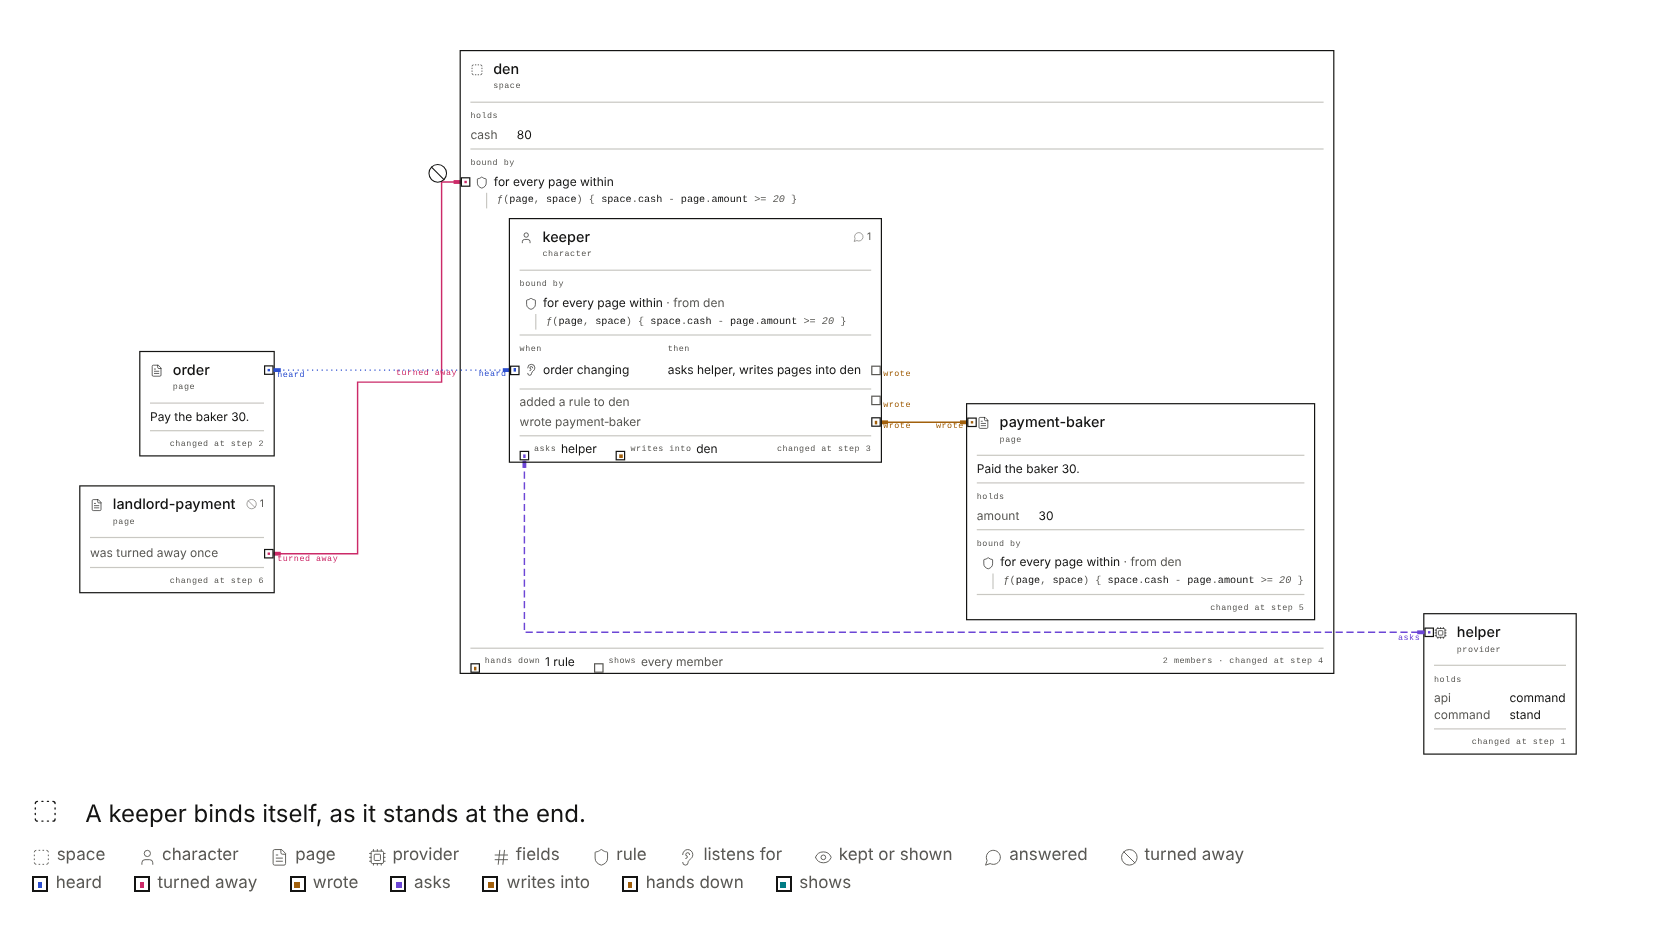 den
space
holds
cash 80
bound by
for every page within
ƒ(page, space) { space.cash - page.amount >= 20 }
keeper 1
character
bound by
for every page within · from den
ƒ(page, space) { space.cash - page.amount >= 20 }
when then
order changing asks helper, writes pages into den
added a rule to den
wrote payment-baker
asks helper writes into den changed at step 3
heard
wrote
wrote
wrote
wrote
order
page
Pay the baker 30.
changed at step 2
heard
turned away
landlord-payment 1
page
was turned away once
changed at step 6
turned away
payment-baker
page
Paid the baker 30.
holds
amount 30
bound by
for every page within · from den
ƒ(page, space) { space.cash - page.amount >= 20 }
changed at step 5
hands down 1 rule shows every member 2 members · changed at step 4
asks
helper
provider
holds
api command
command stand
changed at step 1
A keeper binds itself, as it stands at the end.
space character page provider fields rule listens for kept or shown answered turned away
heard turned away wrote asks writes into hands down shows